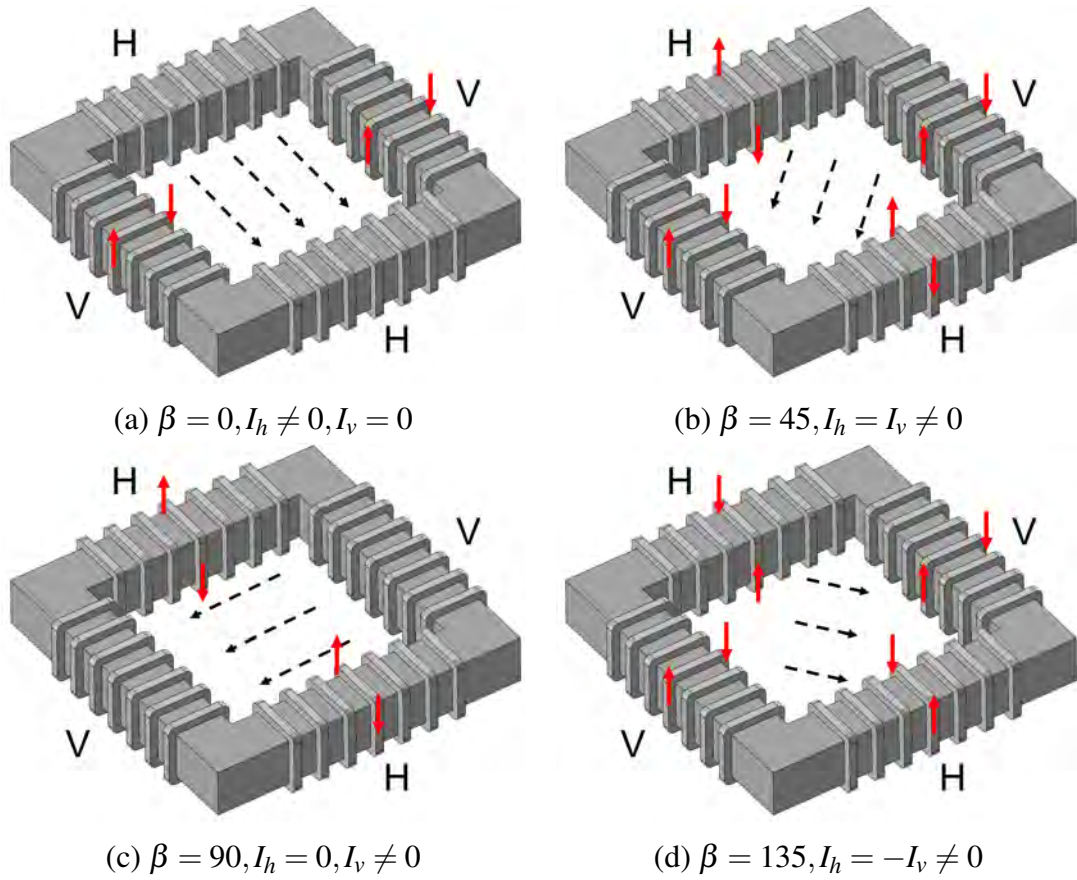 H
V
V
H
H
V
V
H
(a) β = 0, I_h ≠ 0, I_v = 0
(b) β = 45, I_h = I_v ≠ 0
H
V
V
H
H
V
V
H
(c) β = 90, I_h = 0, I_v ≠ 0
(d) β = 135, I_h = −I_v ≠ 0